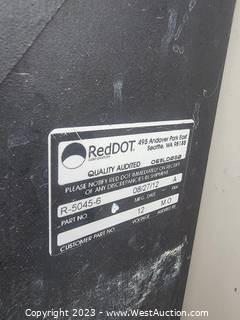 RedDOT
CORPORATION
495 Andover Park East
Seattle, WA 98188
QUALITY AUDITED
PLEASE NOTIFY RED DOT IMMEDIATELY ON RECEIPT
OF ANY DISCREPANCIES IN SHIPMENT
R-5045-6 08/27/12 A
PART NO. MFG. DATE
12 M0
VOLTAGE
CUSTOMER PART NO.
Copyright © 2023 - WestAuction.com